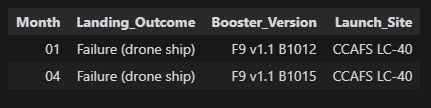 Month Landing_Outcome Booster_Version Launch_Site
01 Failure (drone ship) F9 v1.1 B1012 CCAFS LC-40
04 Failure (drone ship) F9 v1.1 B1015 CCAFS LC-40